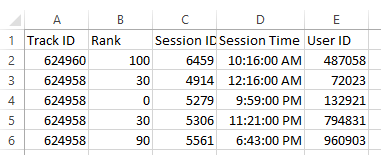 A B C D E
1 Track ID Rank Session ID Session Time User ID
2 624960 100 6459 10:16:00 AM 487058
3 624958 30 4914 12:16:00 AM 72023
4 624958 0 5279 9:59:00 PM 132921
5 624958 30 5306 11:21:00 PM 794831
6 624958 90 5561 6:43:00 PM 960903